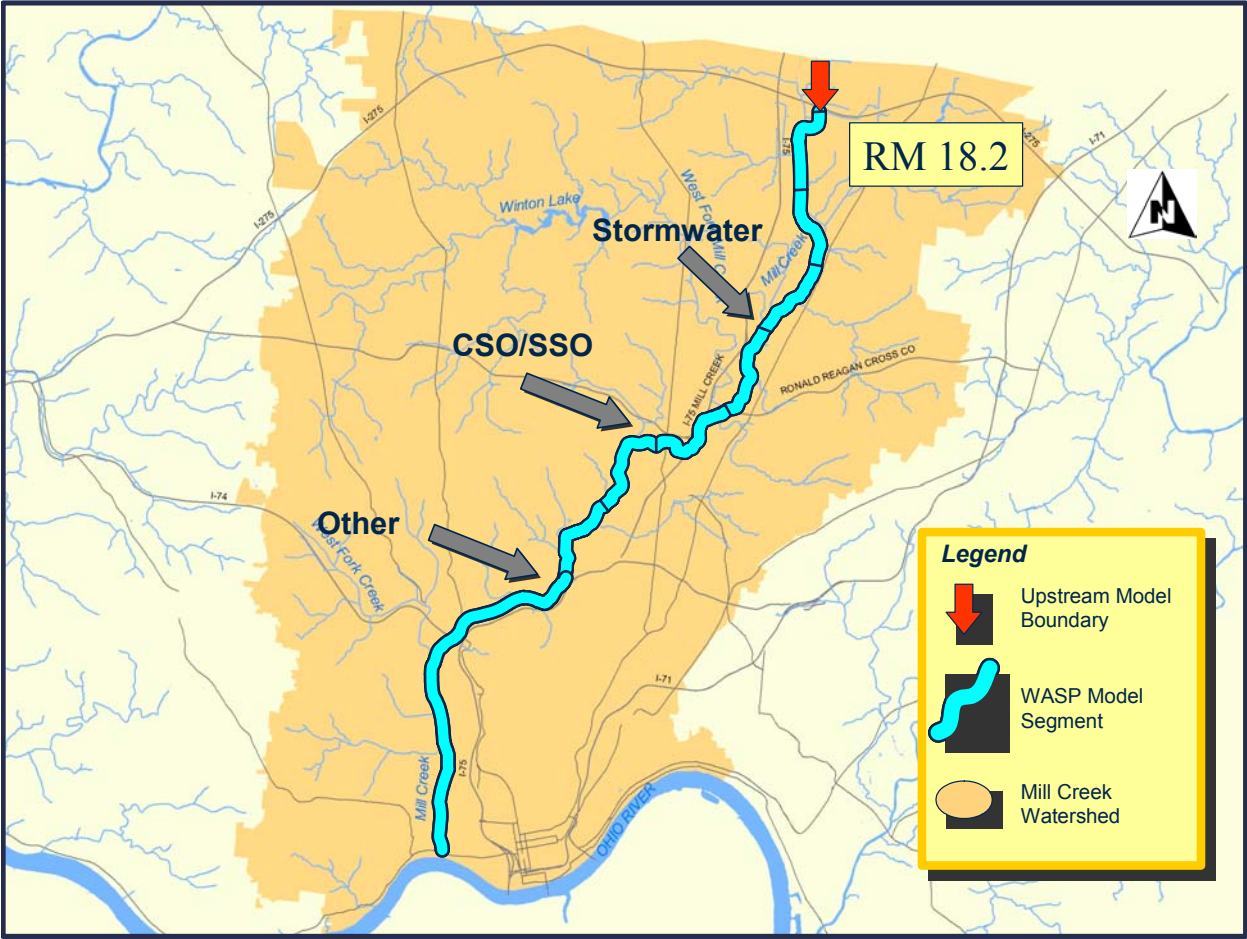 I-275
I-71
I-275
I-75
RM 18.2
West Fork Mill C
Winton Lake
N
I-275
Stormwater
Mill Creek
CSO/SSO
I-75 MILL CREEK
RONALD REAGAN CROSS CO
I-74
Other
West Fork Creek
Legend
Upstream Model
Boundary
I-71
WASP Model
Segment
I-75
Mill Creek
OHIO RIVER
Mill Creek
Watershed